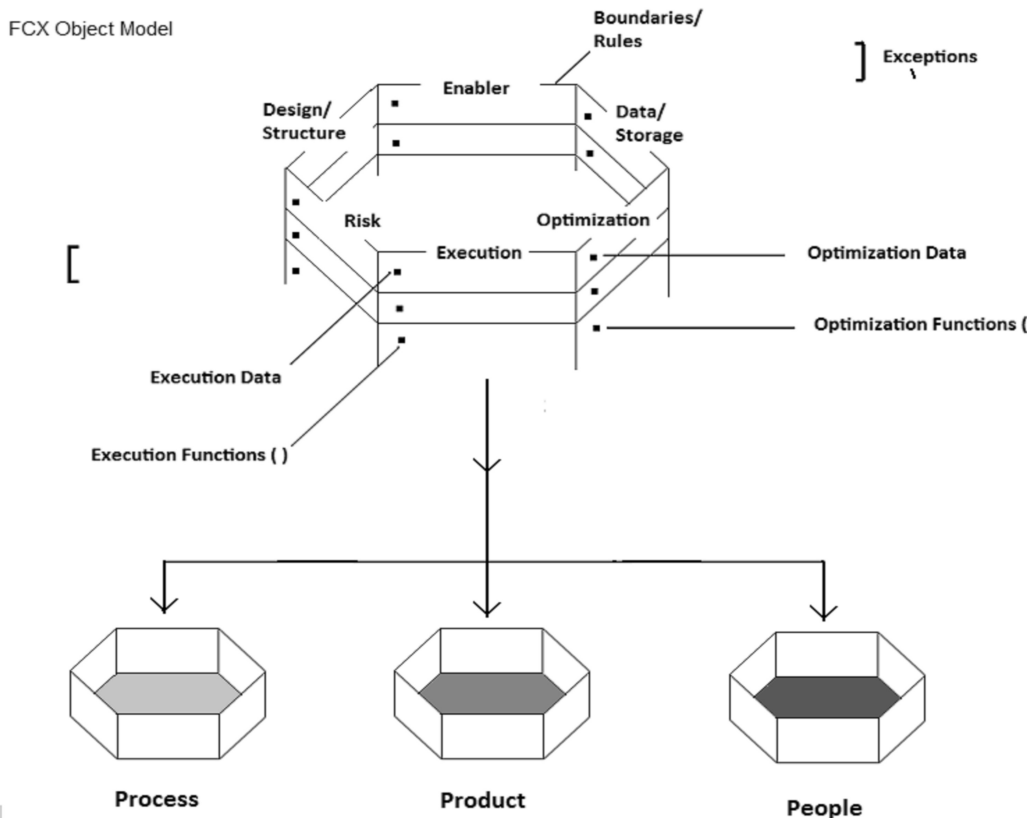 FCX Object Model
Boundaries/
Rules
] Exceptions
Enabler
Design/
Structure
Data/
Storage
Risk
Optimization
[
Execution
Optimization Data
Optimization Functions (
Execution Data
Execution Functions ( )
Process
Product
People